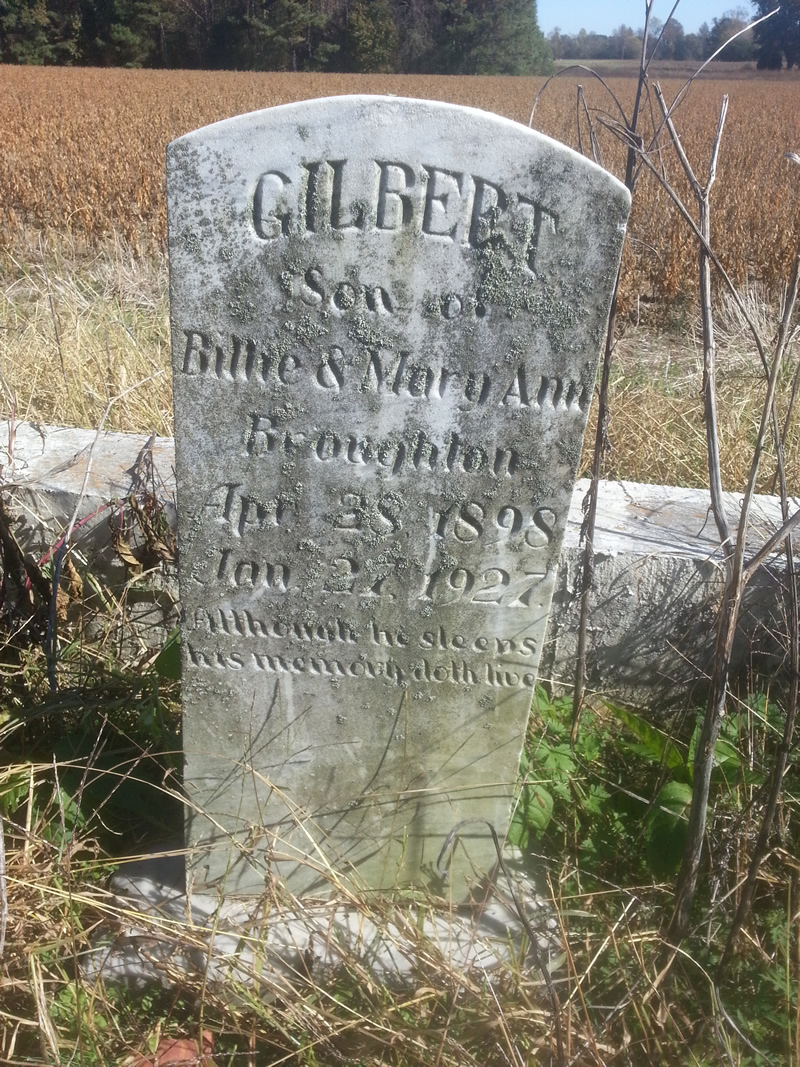 GILBERT
Son of
Billie & Mary Ann
Broughton
Apr. 28, 1898
Jan. 27, 1927.
Although he sleeps
his memory doth live